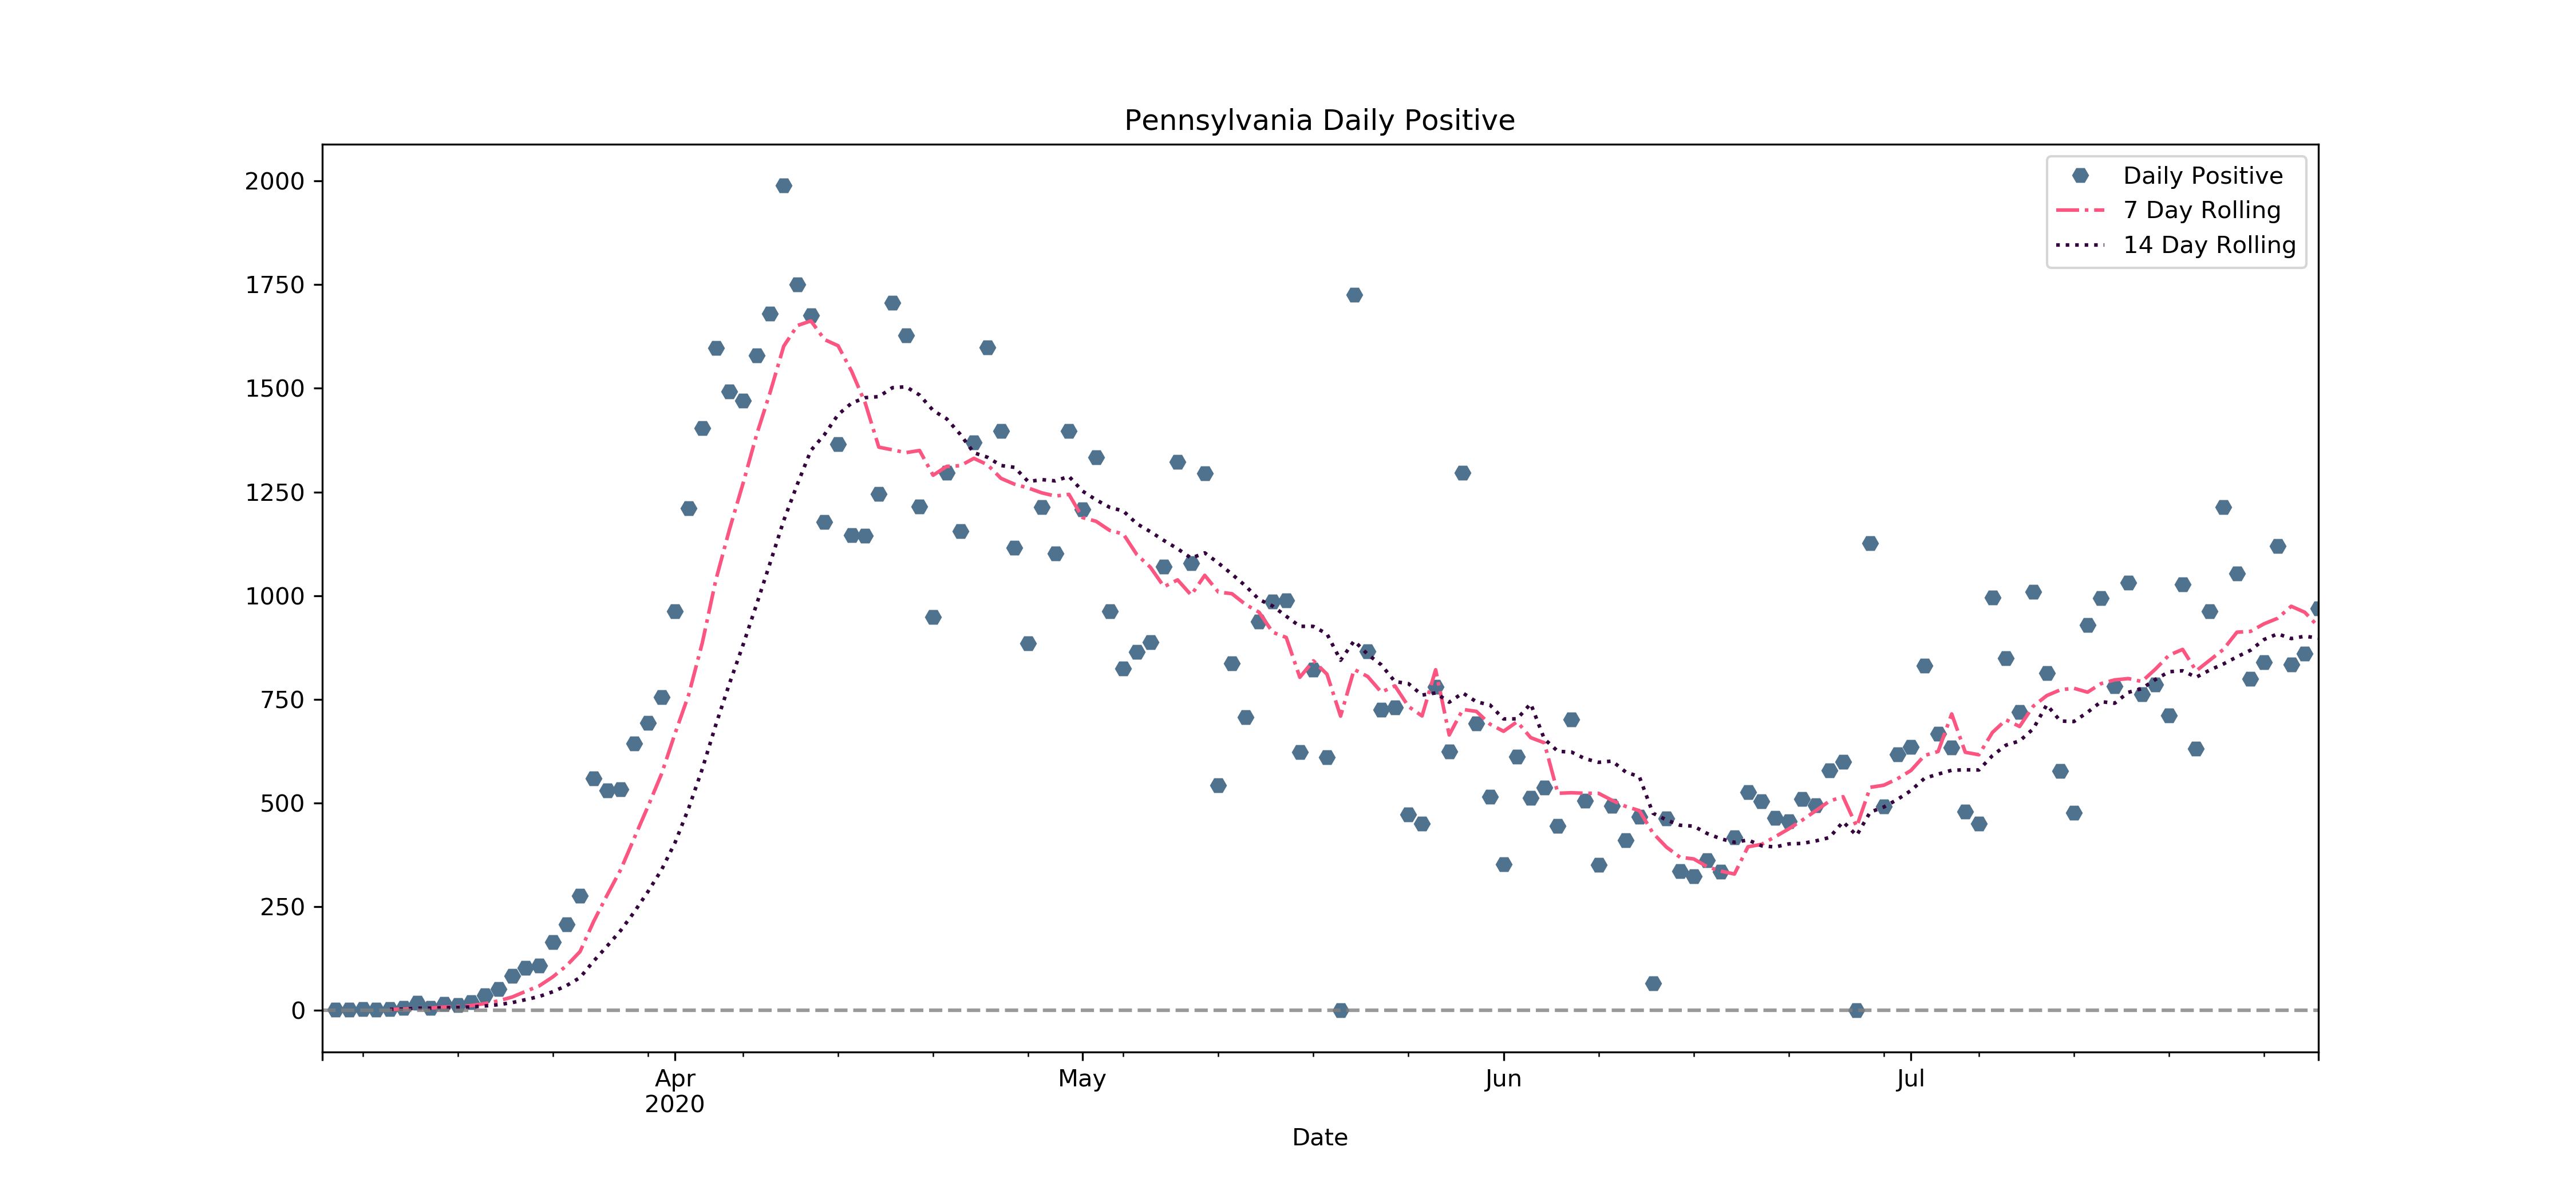 Pennsylvania Daily Positive
2000
1750
1500
1250
1000
750
500
250
0
Daily Positive
7 Day Rolling
14 Day Rolling
Apr
2020
May
Jun
Jul
Date